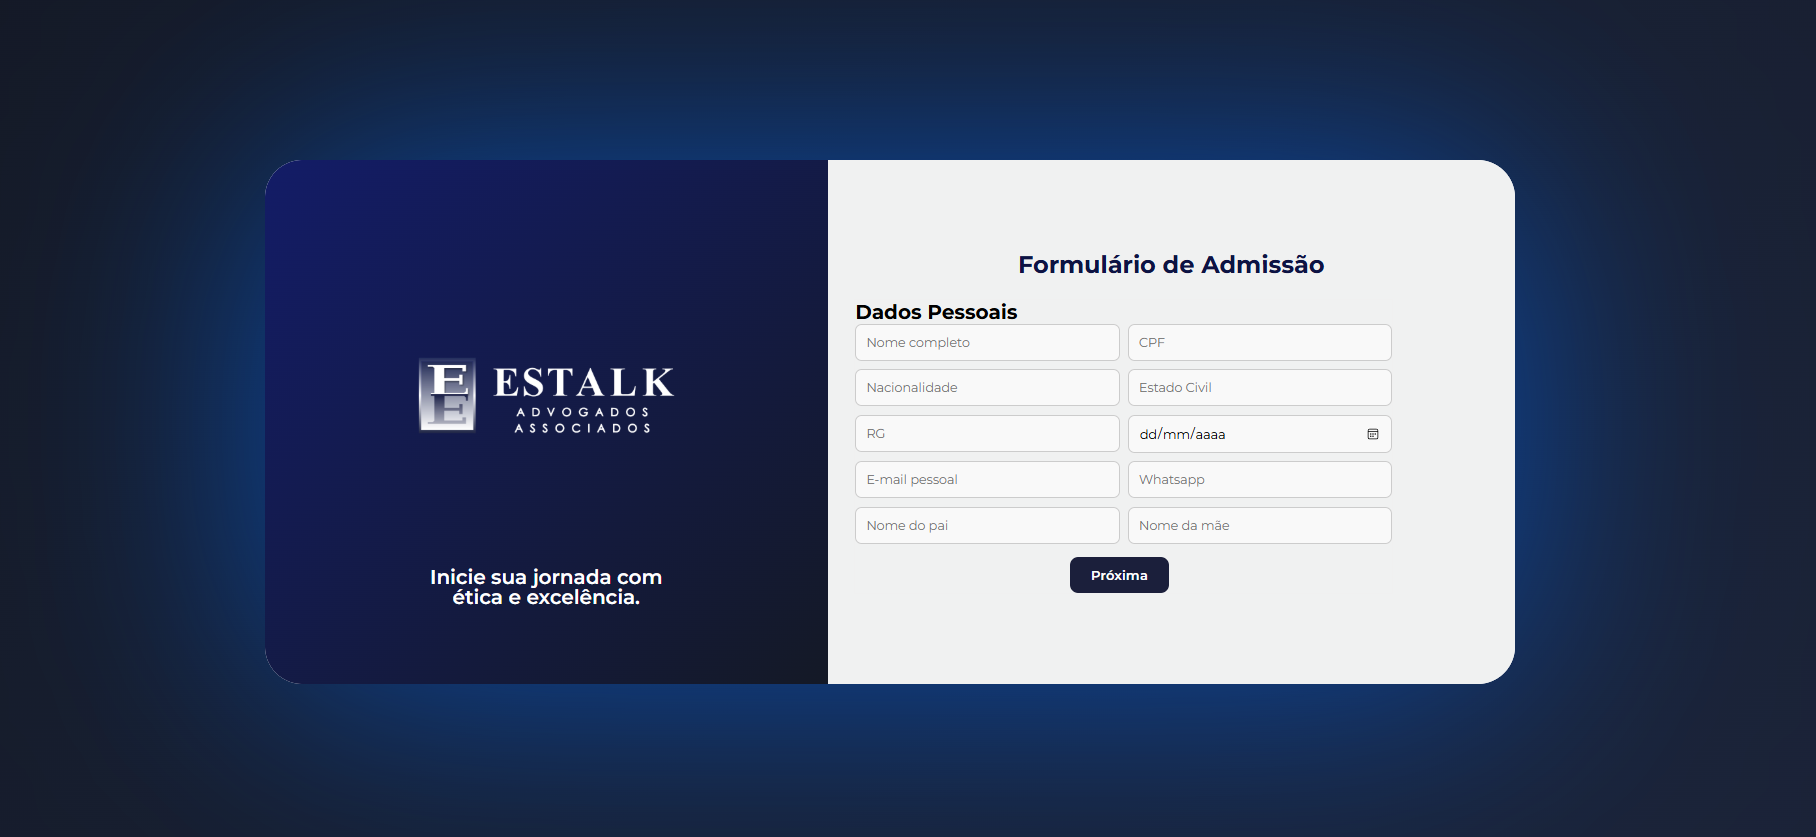 E ESTALK
E ADVOGADOS
ASSOCIADOS
Inicie sua jornada com
ética e excelência.
Formulário de Admissão
Dados Pessoais
Nome completo CPF
Nacionalidade Estado Civil
RG dd/mm/aaaa
E-mail pessoal Whatsapp
Nome do pai Nome da mãe
Próxima